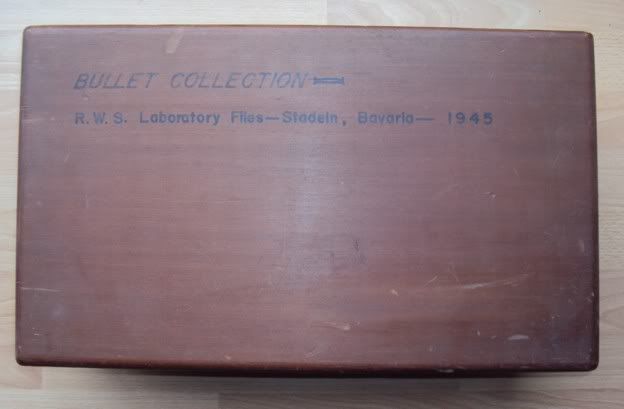 BULLET COLLECTION
R.W.S. Laboratory Files—Stadeln, Bavaria— 1945